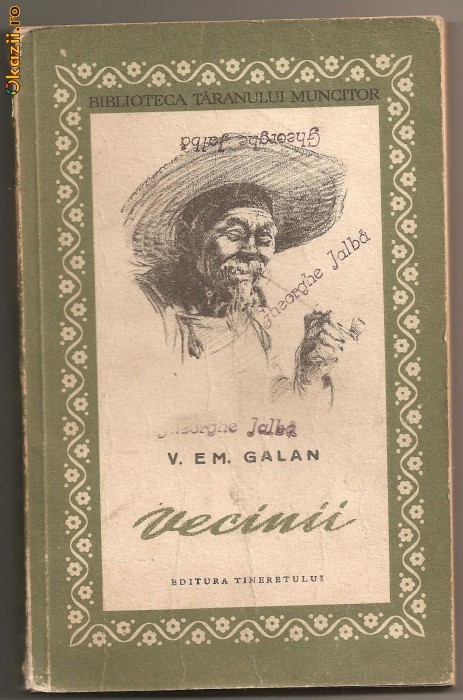 Okazii.ro
BIBLIOTECA ȚĂRANULUI MUNCITOR
Gheorghe Jalbă
Gheorghe Jalbă
Gheorghe Jalbă
V. EM. GALAN
vecinii
EDITURA TINERETULUI